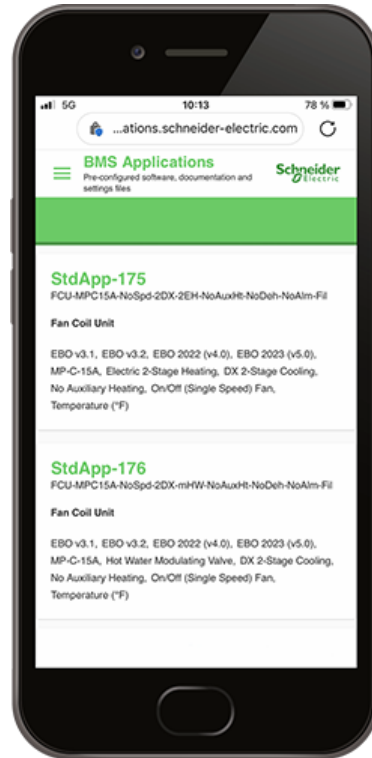 5G 10:13 78 %
...ations.schneider-electric.com
BMS Applications
Pre-configured software, documentation and
settings files
Schneider
Electric
StdApp-175
FCU-MPC15A-NoSpd-2DX-2EH-NoAuxHt-NoDeh-NoAlm-Fil
Fan Coil Unit
EBO v3.1, EBO v3.2, EBO 2022 (v4.0), EBO 2023 (v5.0),
MP-C-15A, Electric 2-Stage Heating, DX 2-Stage Cooling,
No Auxiliary Heating, On/Off (Single Speed) Fan,
Temperature (°F)
StdApp-176
FCU-MPC15A-NoSpd-2DX-mHW-NoAuxHt-NoDeh-NoAlm-Fil
Fan Coil Unit
EBO v3.1, EBO v3.2, EBO 2022 (v4.0), EBO 2023 (v5.0),
MP-C-15A, Hot Water Modulating Valve, DX 2-Stage Cooling,
No Auxiliary Heating, On/Off (Single Speed) Fan,
Temperature (°F)